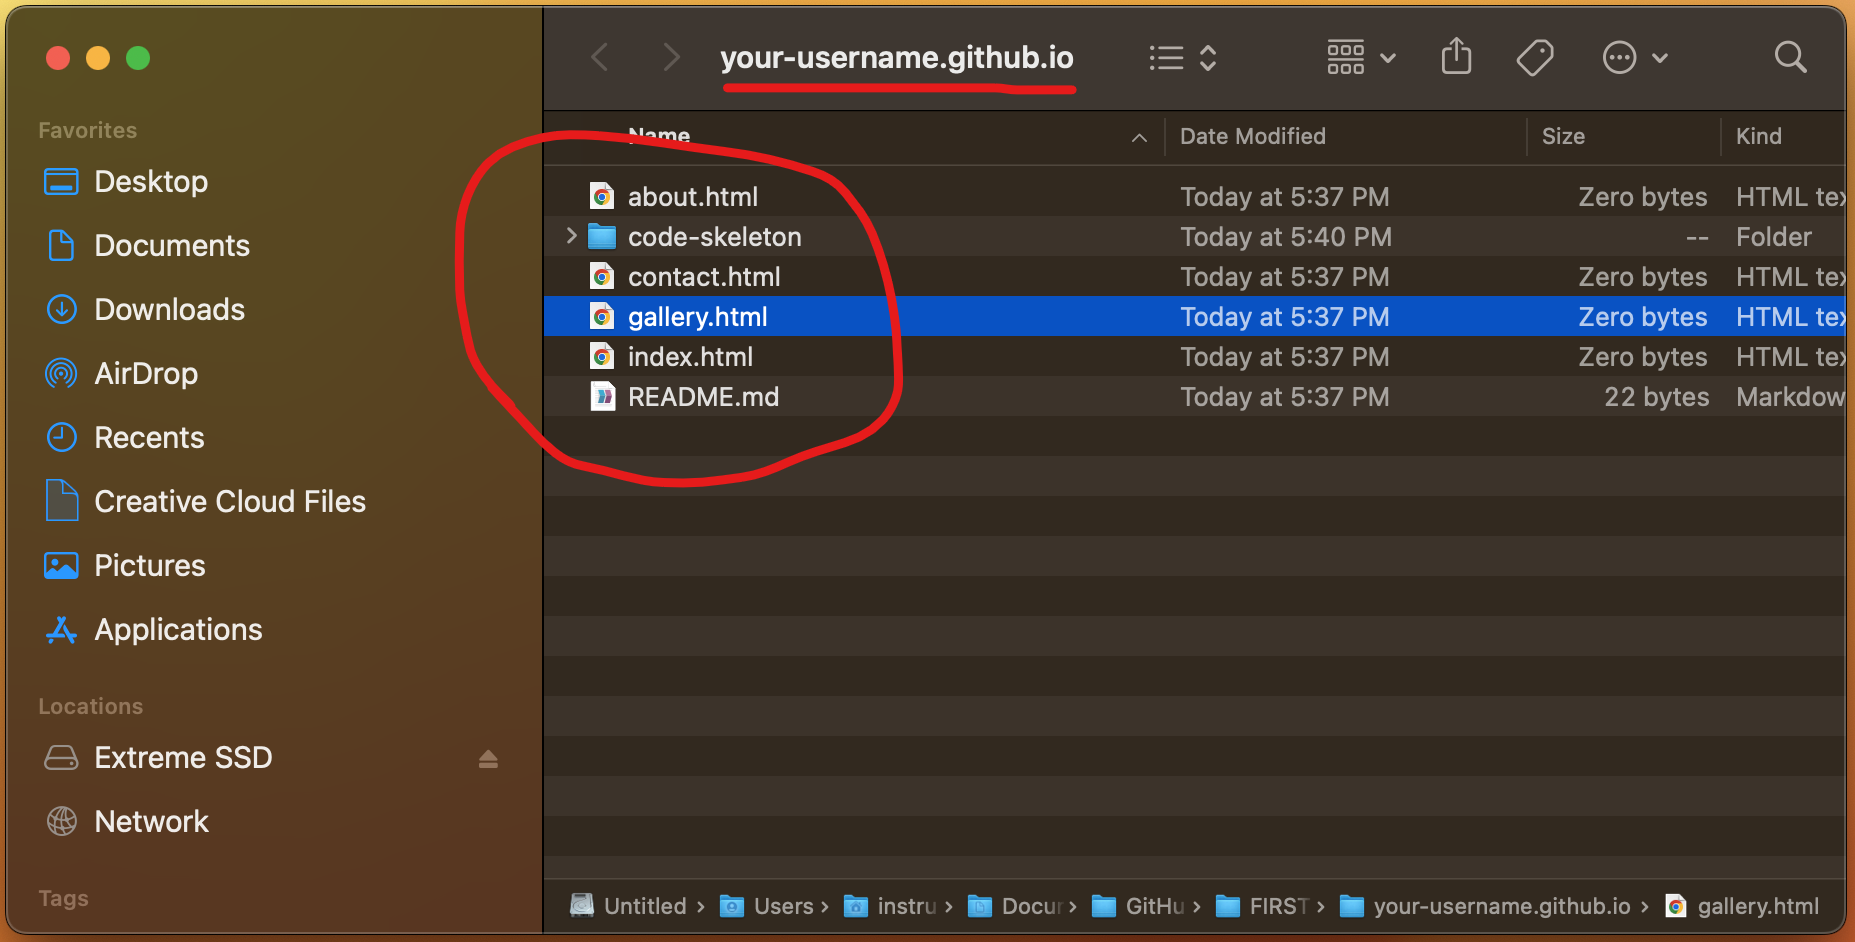 your-username.github.io
Favorites
Desktop
Documents
Downloads
AirDrop
Recents
Creative Cloud Files
Pictures
Applications
Locations
Extreme SSD
Network
Tags
Name Date Modified Size Kind
about.html Today at 5:37 PM Zero bytes HTML tex
code-skeleton Today at 5:40 PM -- Folder
contact.html Today at 5:37 PM Zero bytes HTML tex
gallery.html Today at 5:37 PM Zero bytes HTML tex
index.html Today at 5:37 PM Zero bytes HTML tex
README.md Today at 5:37 PM 22 bytes Markdow
Untitled › Users › instru › Docur › GitHu › FIRST › your-username.github.io › gallery.html